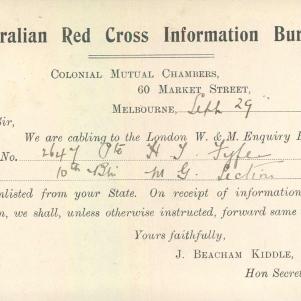 ralian Red Cross Information Bur
COLONIAL MUTUAL CHAMBERS,
60 MARKET STREET,
MELBOURNE, Sept 29
ir,
We are cabling to the London W. & M. Enquiry B
No. 2647 Pte H J
10th Bn M G Section
nlisted from your State. On receipt of information
n, we shall, unless otherwise instructed, forward same
Yours faithfully,
J. BEACHAM KIDDLE,
Hon Secret